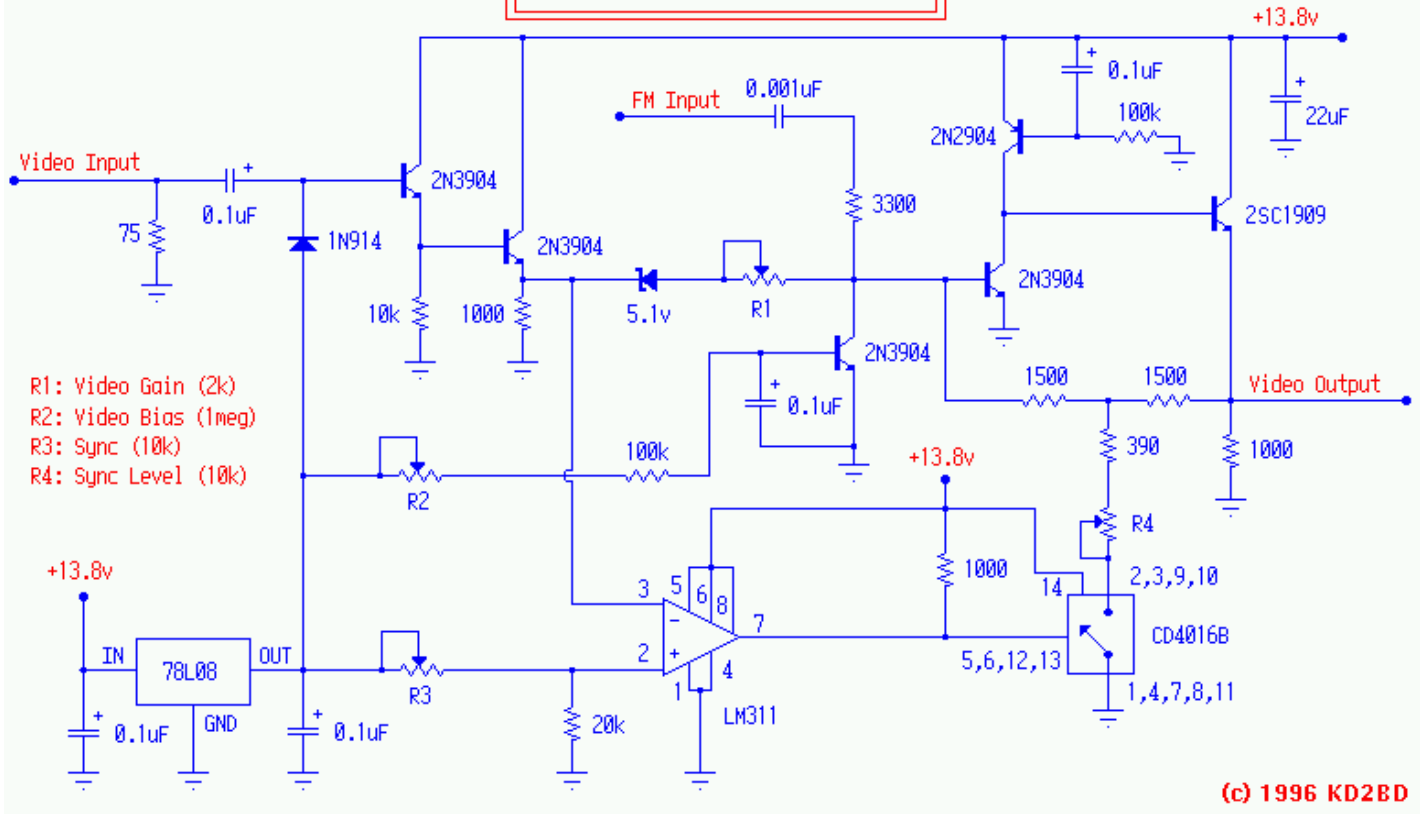 +13.8v
0.1uF
FM Input
0.001uF
2N2904
100k
22uF
Video Input
2N3904
0.1uF
3300
2SC1909
75
1N914
2N3904
2N3904
10k
1000
5.1v
R1
2N3904
R1: Video Gain (2k)
R2: Video Bias (1meg)
R3: Sync (10k)
R4: Sync Level (10k)
0.1uF
1500
1500
Video Output
390
1000
R2
100k
+13.8v
R4
+13.8v
1000
3
5
6
8
14
2,3,9,10
7
CD4016B
IN
78L08
OUT
GND
R3
2
-
+
1
4
LM311
5,6,12,13
1,4,7,8,11
0.1uF
0.1uF
20k
(c) 1996 KD2BD